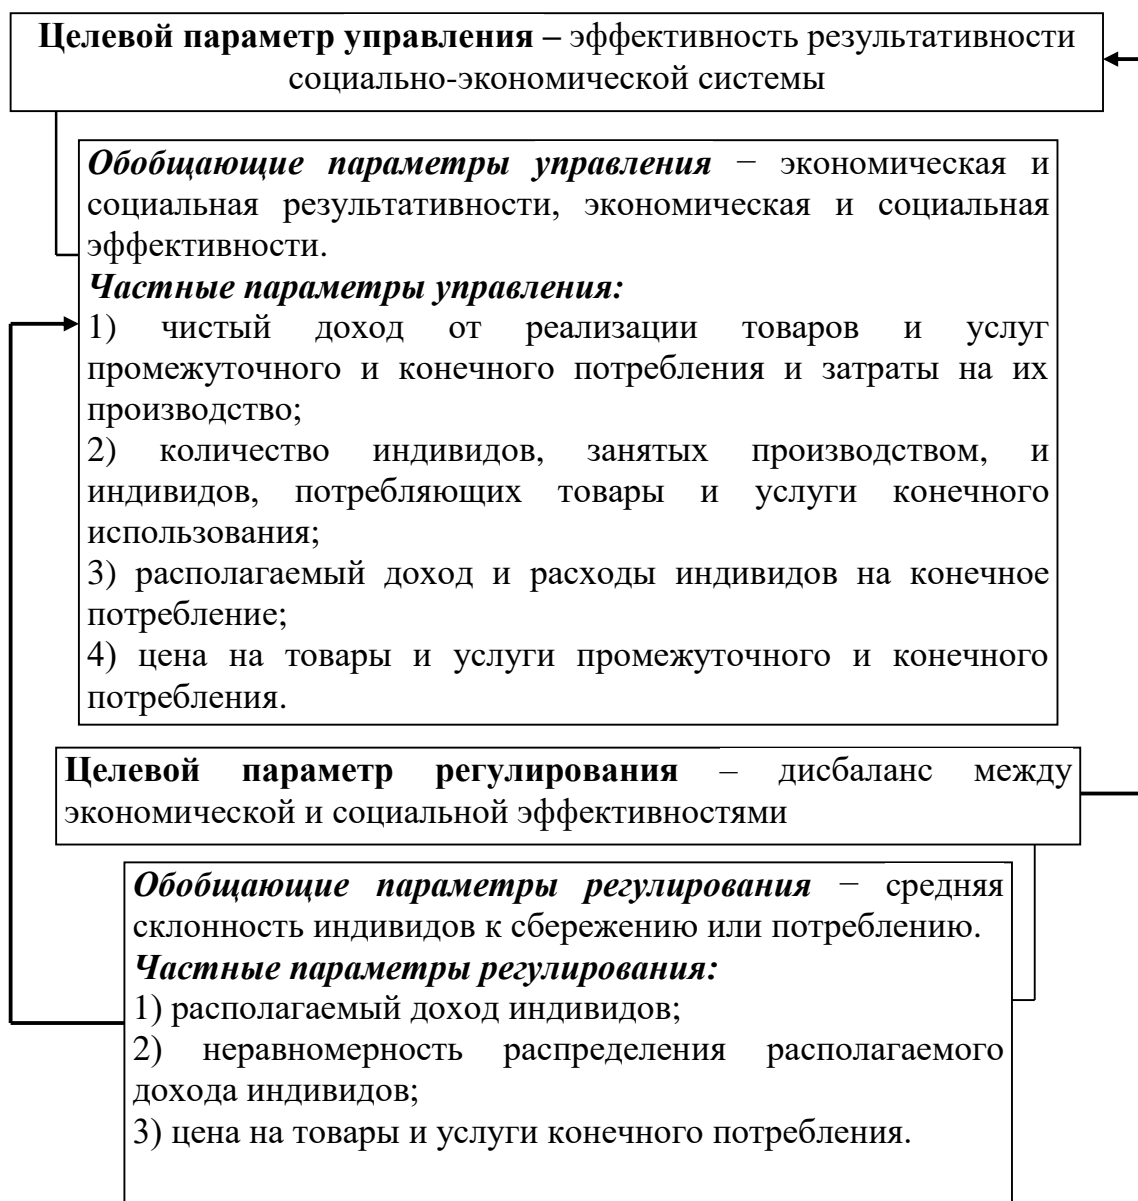 Целевой параметр управления – эффективность результативности
социально-экономической системы
Обобщающие параметры управления − экономическая и
социальная результативности, экономическая и социальная
эффективности.
Частные параметры управления:
1) чистый доход от реализации товаров и услуг
промежуточного и конечного потребления и затраты на их
производство;
2) количество индивидов, занятых производством, и
индивидов, потребляющих товары и услуги конечного
использования;
3) располагаемый доход и расходы индивидов на конечное
потребление;
4) цена на товары и услуги промежуточного и конечного
потребления.
Целевой параметр регулирования – дисбаланс между
экономической и социальной эффективностями
Обобщающие параметры регулирования − средняя
склонность индивидов к сбережению или потреблению.
Частные параметры регулирования:
1) располагаемый доход индивидов;
2) неравномерность распределения располагаемого
дохода индивидов;
3) цена на товары и услуги конечного потребления.